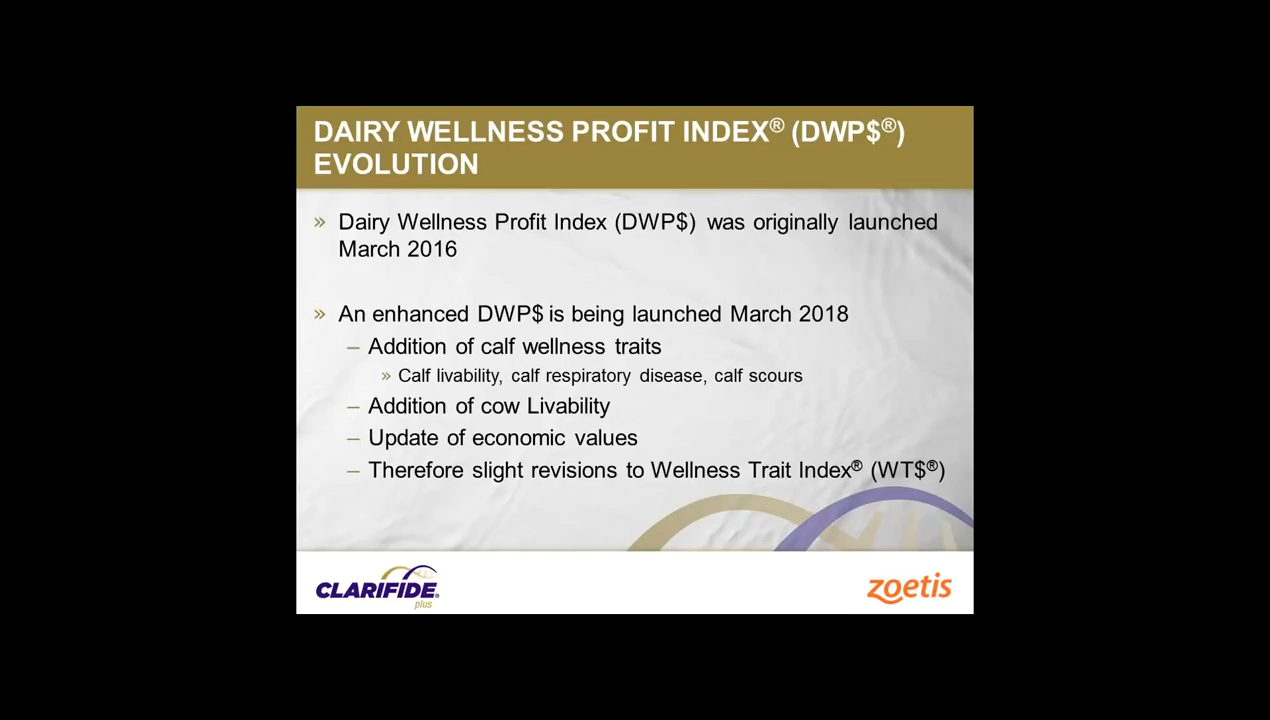 DAIRY WELLNESS PROFIT INDEX® (DWP$®)
EVOLUTION
» Dairy Wellness Profit Index (DWP$) was originally launched
March 2016
» An enhanced DWP$ is being launched March 2018
– Addition of calf wellness traits
» Calf livability, calf respiratory disease, calf scours
– Addition of cow Livability
– Update of economic values
– Therefore slight revisions to Wellness Trait Index® (WT$®)
CLARIFIDE®
plus
zoetis